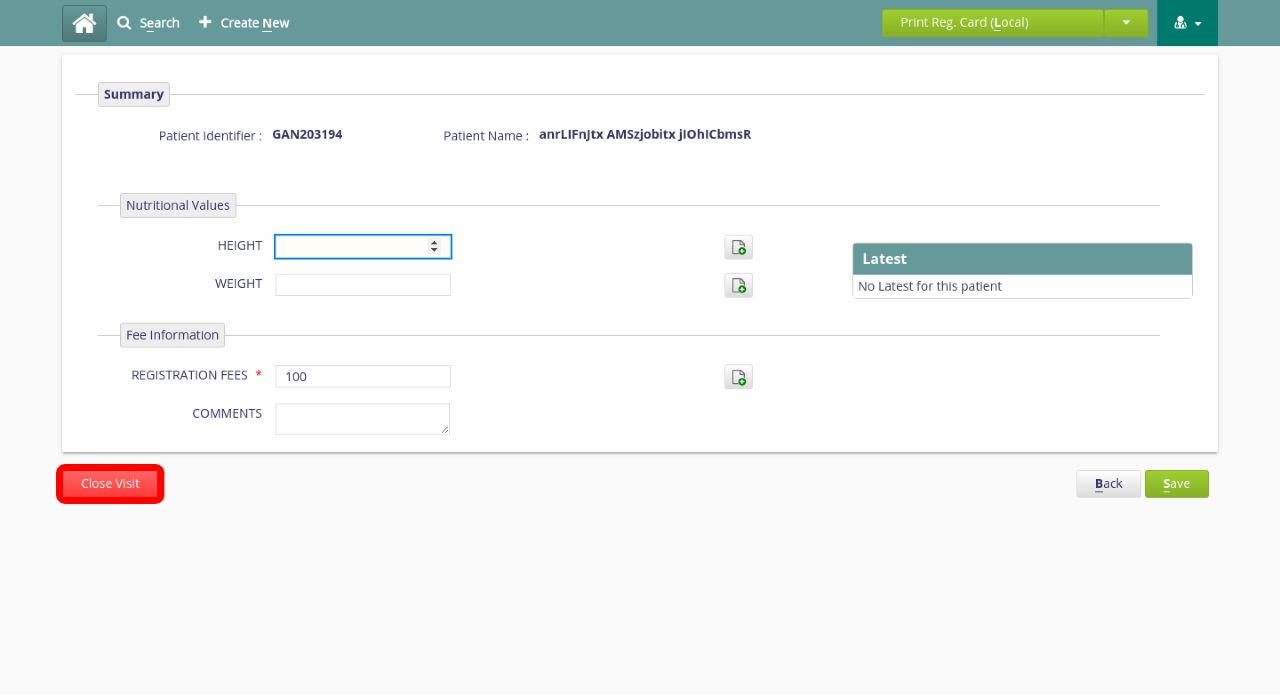 Search
Create New
Print Reg. Card (Local)
Summary
Patient Identifier : GAN203194
Patient Name : anrLIFnJtx AMSzjobitx jIOhICbmsR
Nutritional Values
HEIGHT
WEIGHT
Latest
No Latest for this patient
Fee Information
REGISTRATION FEES * 100
COMMENTS
Close Visit
Back
Save